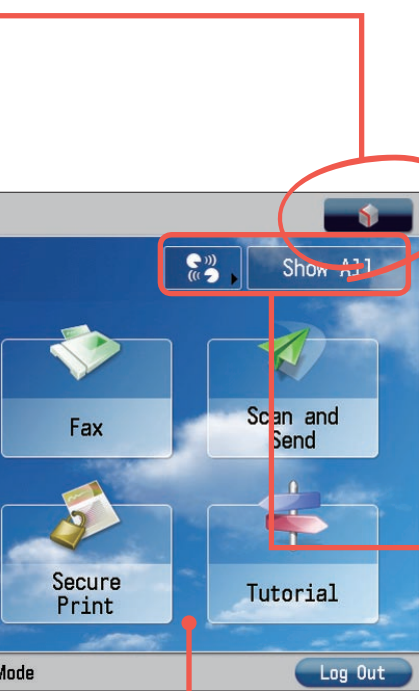 Show All
Fax
Scan and
Send
Secure
Print
Tutorial
Mode
Log Out